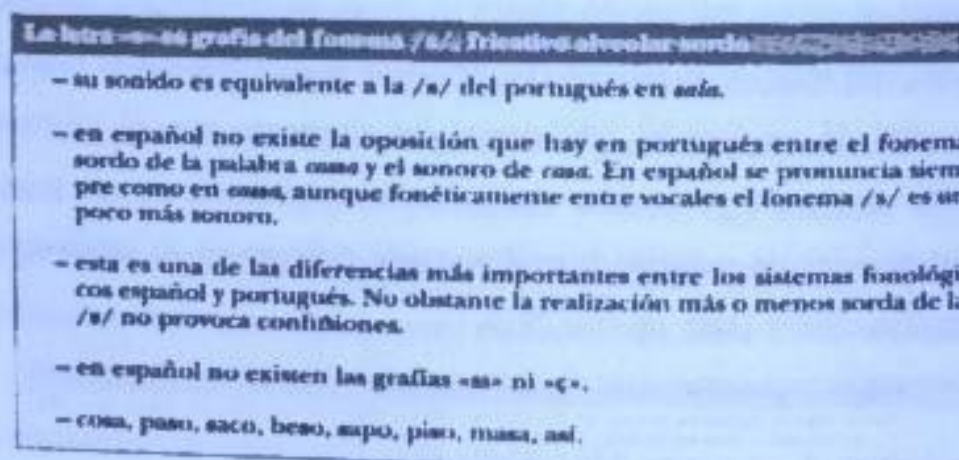 La letra «s» es grafía del fonema /s/: fricativo alveolar sordo
– su sonido es equivalente a la /s/ del portugués en sala.
– en español no existe la oposición que hay en portugués entre el fonema
sordo de la palabra y el sonoro de casa. En español se pronuncia siem
pre como en aunque fonéticamente entre vocales el fonema /s/ es un
poco más sonoro.
– esta es una de las diferencias más importantes entre los sistemas fonológi
cos español y portugués. No obstante la realización más o menos sorda de la
/s/ no provoca confusiones.
– en español no existen las grafías «ss» ni «ç».
– cosa, paso, saco, beso, sapo, piso, masa, así.